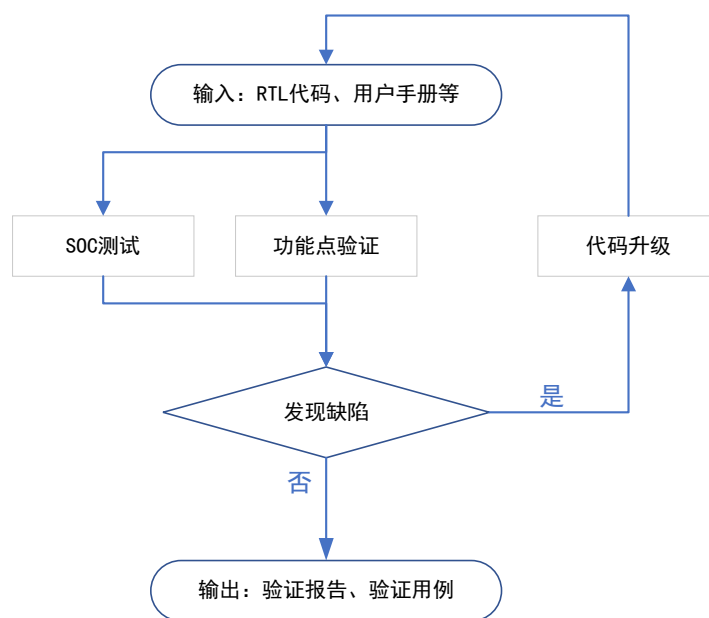 输入：RTL代码、用户手册等
SOC测试
功能点验证
代码升级
发现缺陷
是
否
输出：验证报告、验证用例